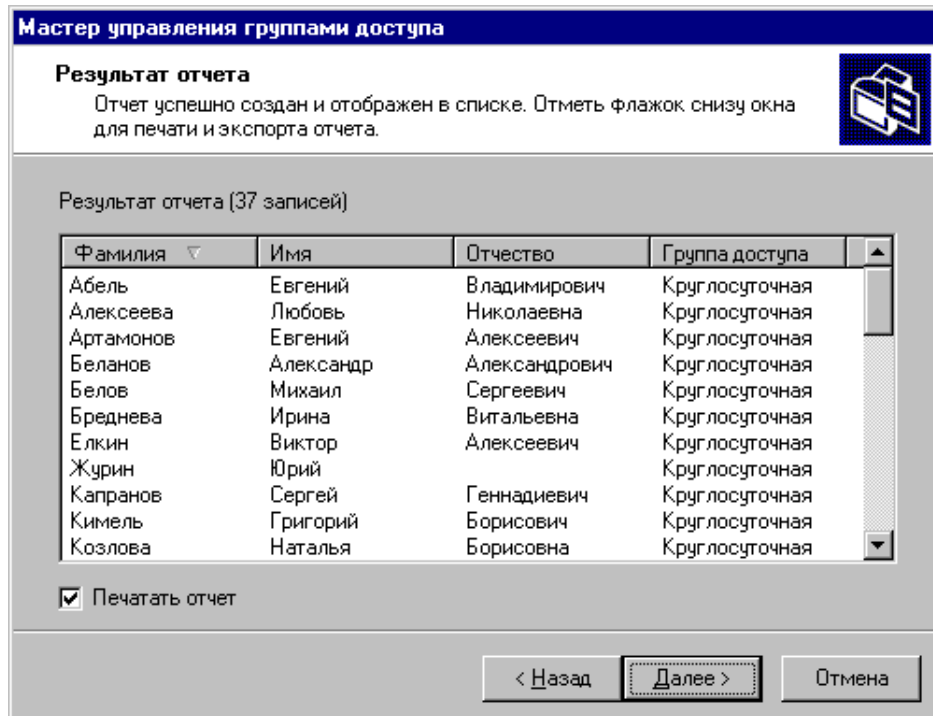 Мастер управления группами доступа
Результат отчета
Отчет успешно создан и отображен в списке. Отметь флажок снизу окна
для печати и экспорта отчета.
Результат отчета (37 записей)
Фамилия Имя Отчество Группа доступа
Абель Евгений Владимирович Круглосуточная
Алексеева Любовь Николаевна Круглосуточная
Артамонов Евгений Алексеевич Круглосуточная
Беланов Александр Александрович Круглосуточная
Белов Михаил Сергеевич Круглосуточная
Бреднева Ирина Витальевна Круглосуточная
Елкин Виктор Алексеевич Круглосуточная
Журин Юрий Круглосуточная
Капранов Сергей Геннадиевич Круглосуточная
Кимель Григорий Борисович Круглосуточная
Козлова Наталья Борисовна Круглосуточная
Печатать отчет
< Назад Далее > Отмена